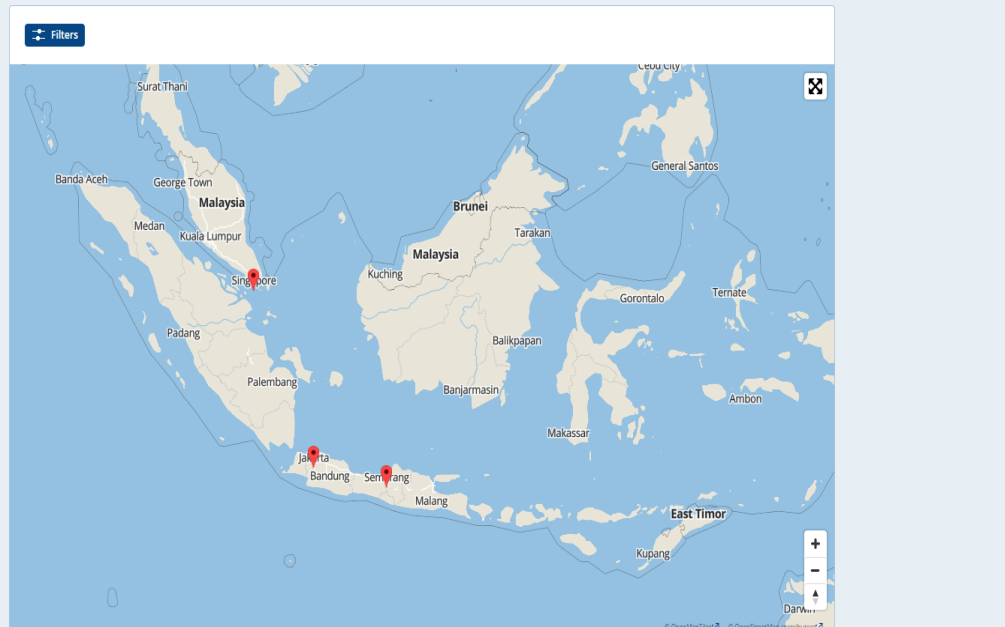 Filters
Cebu City
Surat Thani
General Santos
Banda Aceh
George Town
Malaysia
Brunei
Medan
Kuala Lumpur
Tarakan
Malaysia
Kuching
Singapore
Ternate
Gorontalo
Padang
Balikpapan
Palembang
Banjarmasin
Ambon
Makassar
Jakarta
Bandung
Semarang
Malang
East Timor
Kupang
Darwin